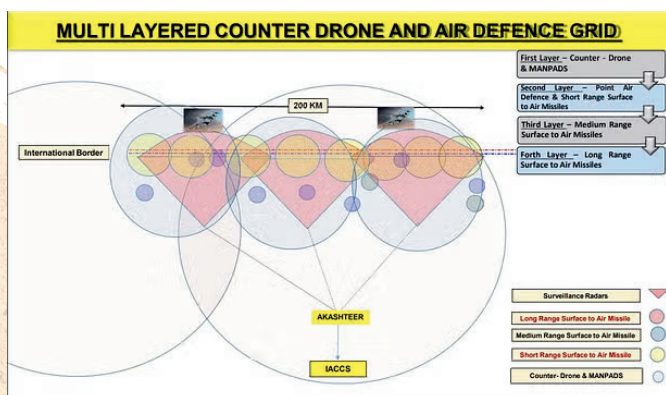 MULTI LAYERED COUNTER DRONE AND AIR DEFENCE GRID
First Layer – Counter - Drone
& MANPADS
Second Layer – Point Air
Defence & Short Range Surface
to Air Missiles
Third Layer – Medium Range
Surface to Air Missiles
Forth Layer – Long Range
Surface to Air Missiles
200 KM
International Border
AKASHTEER
IACCS
Surveillance Radars
Long Range Surface to Air Missile
Medium Range Surface to Air Missile
Short Range Surface to Air Missile
Counter- Drone & MANPADS